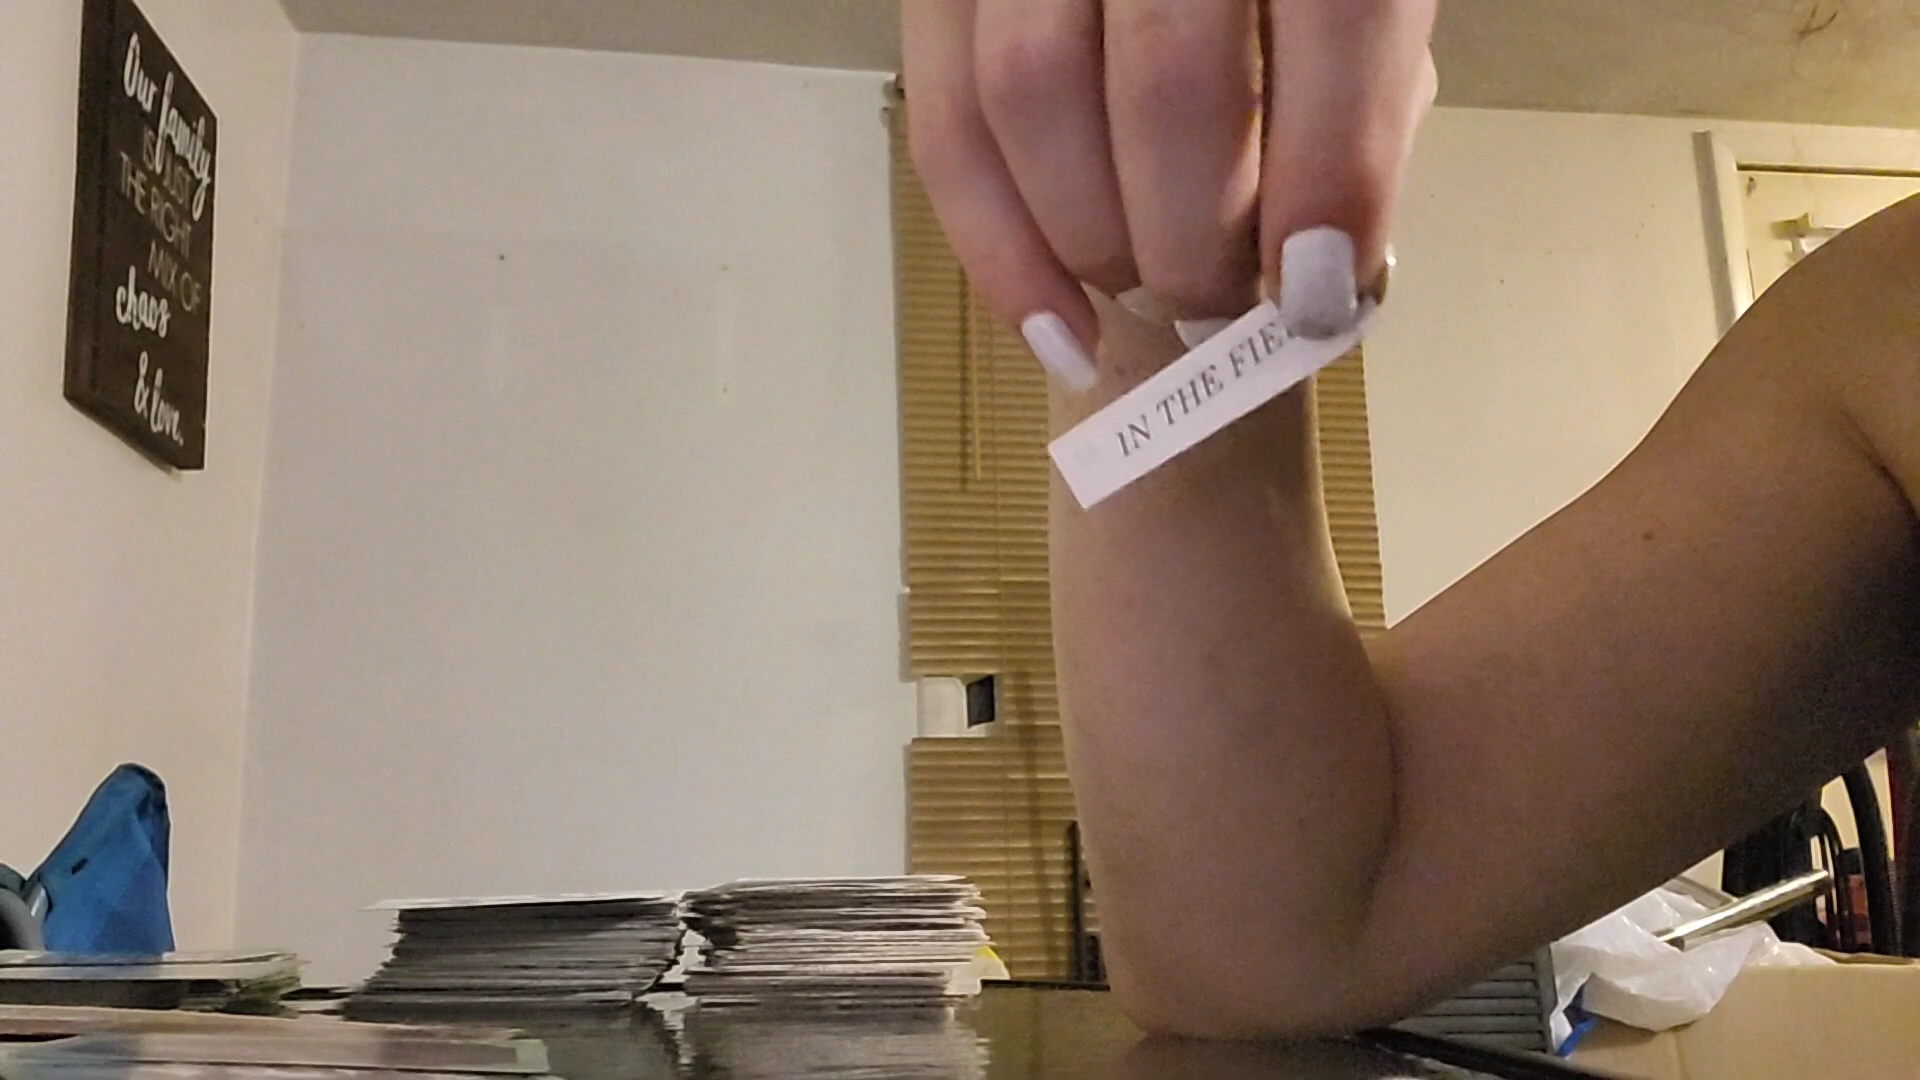 Our family
IS JUST
THE RIGHT
MIX OF
chaos
& love.
IN THE FIE